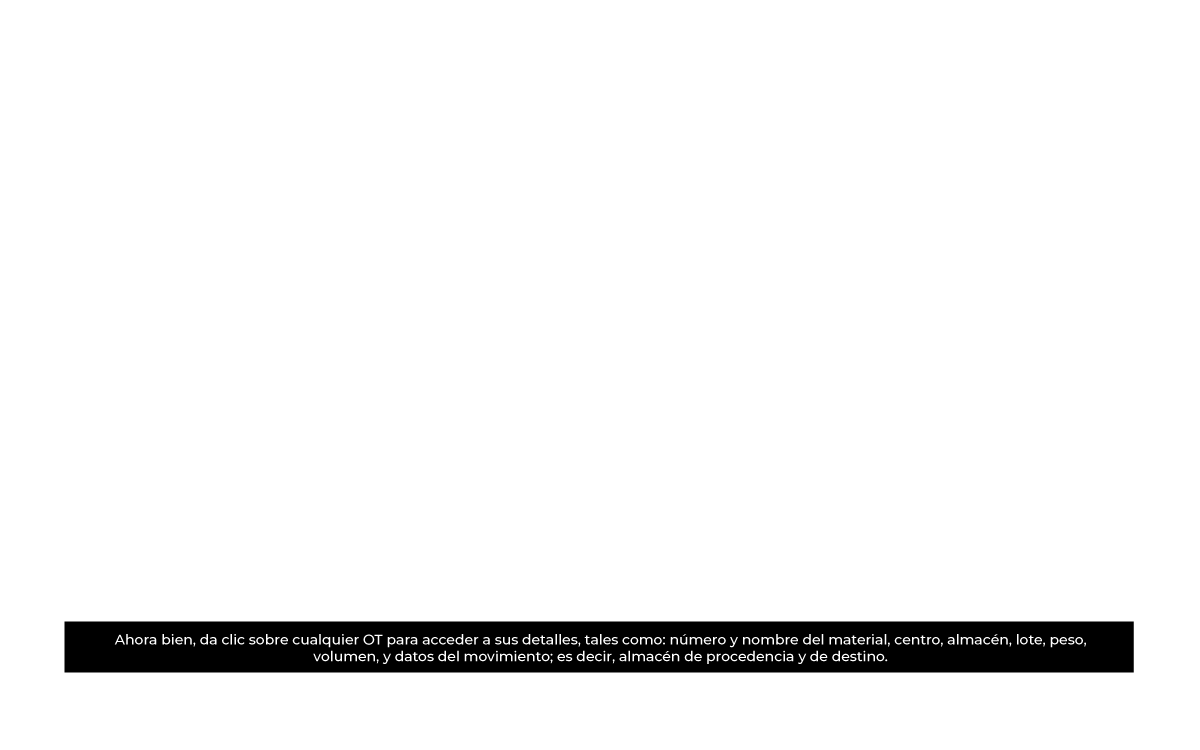 Ahora bien, da clic sobre cualquier OT para acceder a sus detalles, tales como: número y nombre del material, centro, almacén, lote, peso,
volumen, y datos del movimiento; es decir, almacén de procedencia y de destino.